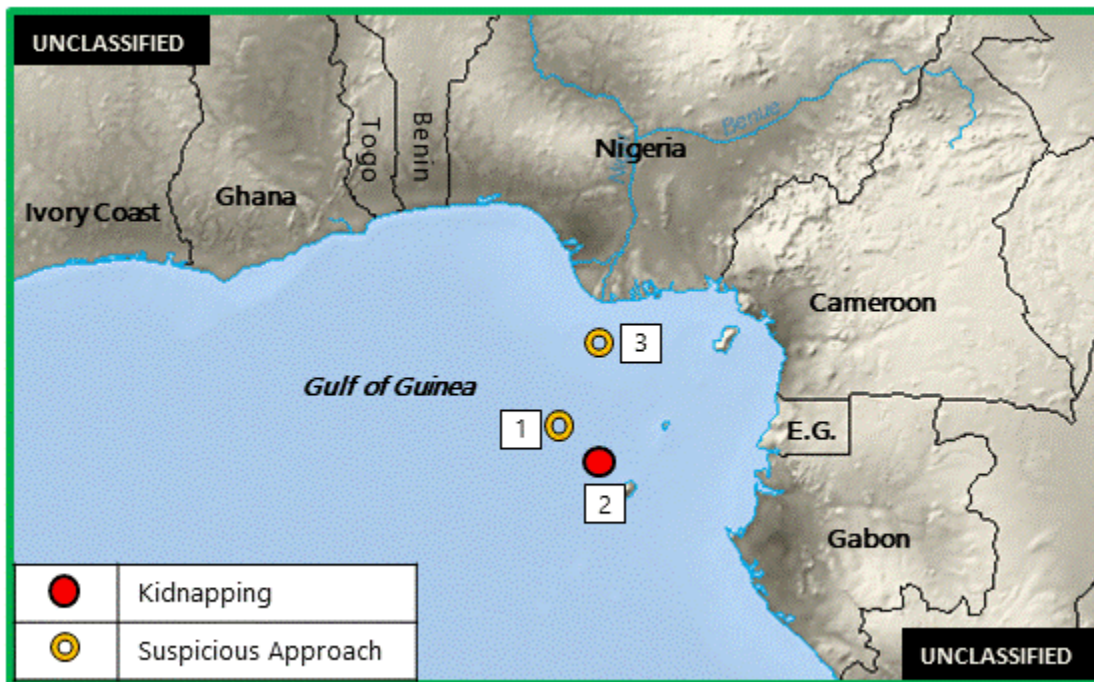 UNCLASSIFIED
Togo
Benin
Nigeria
Benue
Ghana
Ivory Coast
Cameroon
3
Gulf of Guinea
1
E.G.
2
Gabon
Kidnapping
Suspicious Approach
UNCLASSIFIED